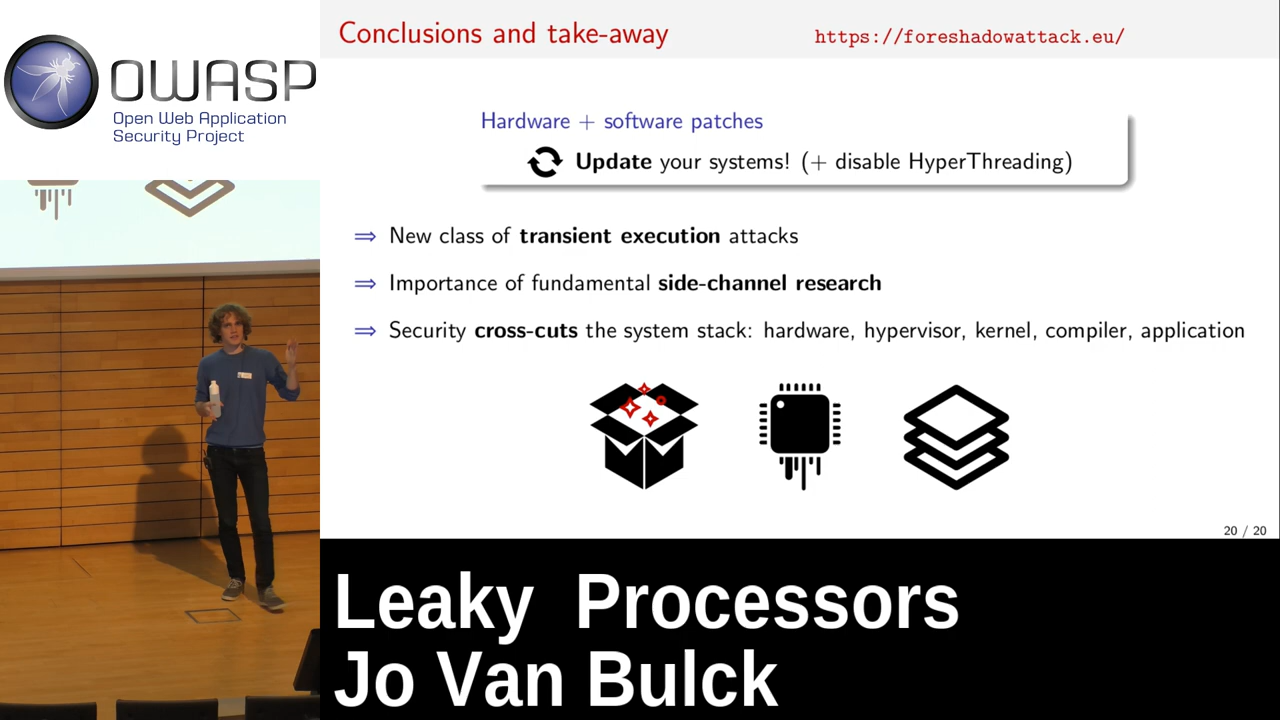 OWASP
Open Web Application
Security Project
Conclusions and take-away
https://foreshadowattack.eu/
Hardware + software patches
Update your systems! (+ disable HyperThreading)
⟹ New class of transient execution attacks
⟹ Importance of fundamental side-channel research
⟹ Security cross-cuts the system stack: hardware, hypervisor, kernel, compiler, application
20 / 20
Leaky Processors
Jo Van Bulck